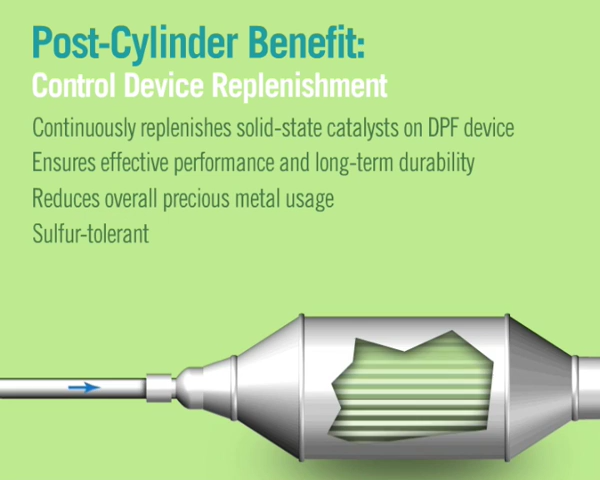 Post-Cylinder Benefit:
Control Device Replenishment
Continuously replenishes solid-state catalysts on DPF device
Ensures effective performance and long-term durability
Reduces overall precious metal usage
Sulfur-tolerant